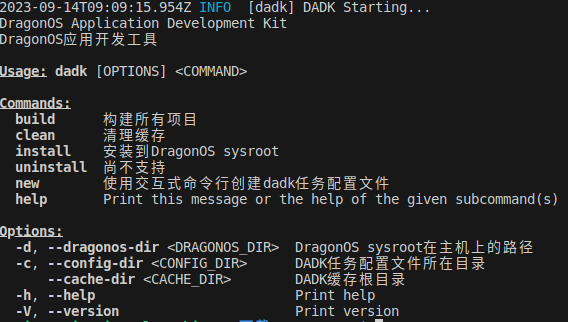 2023-09-14T09:09:15.954Z INFO [dadk] DADK Starting...
DragonOS Application Development Kit
DragonOS应用开发工具
Usage: dadk [OPTIONS] <COMMAND>
Commands:
build 构建所有项目
clean 清理缓存
install 安装到DragonOS sysroot
uninstall 尚不支持
new 使用交互式命令行创建dadk任务配置文件
help Print this message or the help of the given subcommand(s)
Options:
-d, --dragonos-dir <DRAGONOS_DIR> DragonOS sysroot在主机上的路径
-c, --config-dir <CONFIG_DIR> DADK任务配置文件所在目录
--cache-dir <CACHE_DIR> DADK缓存根目录
-h, --help Print help
-V, --version Print version